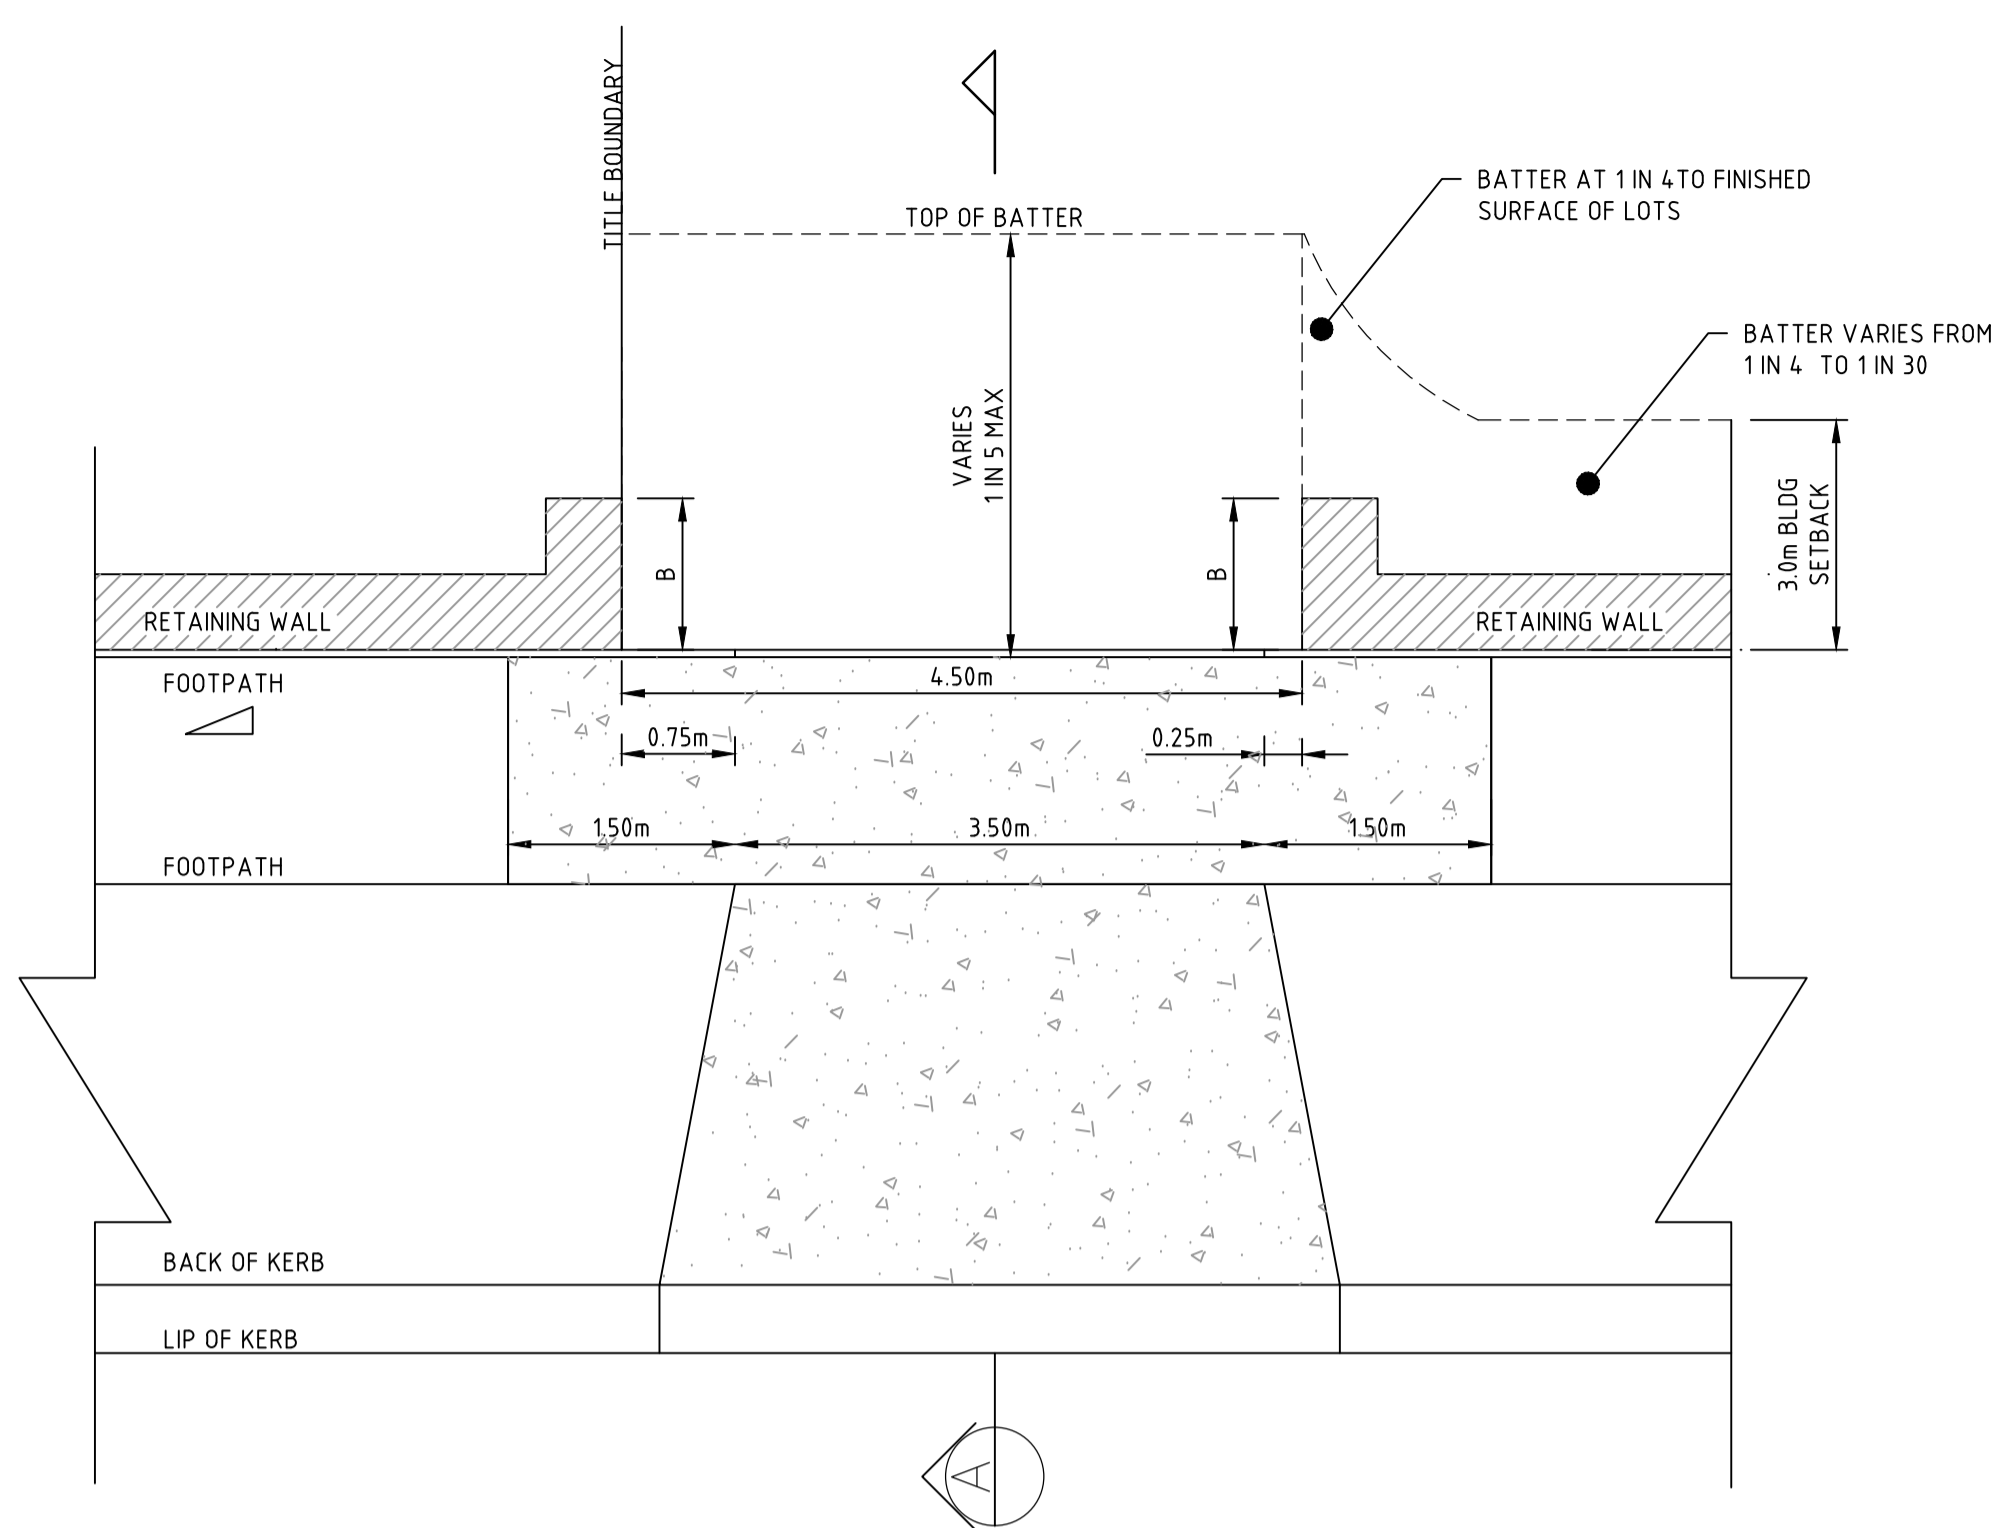 TITLE BOUNDARY
TOP OF BATTER
BATTER AT 1 IN 4 TO FINISHED
SURFACE OF LOTS
BATTER VARIES FROM
1 IN 4 TO 1 IN 30
VARIES
1 IN 5 MAX
3.0m BLDG
SETBACK
B
B
RETAINING WALL
RETAINING WALL
FOOTPATH
4.50m
0.75m
0.25m
1.50m
3.50m
1.50m
FOOTPATH
BACK OF KERB
LIP OF KERB
A